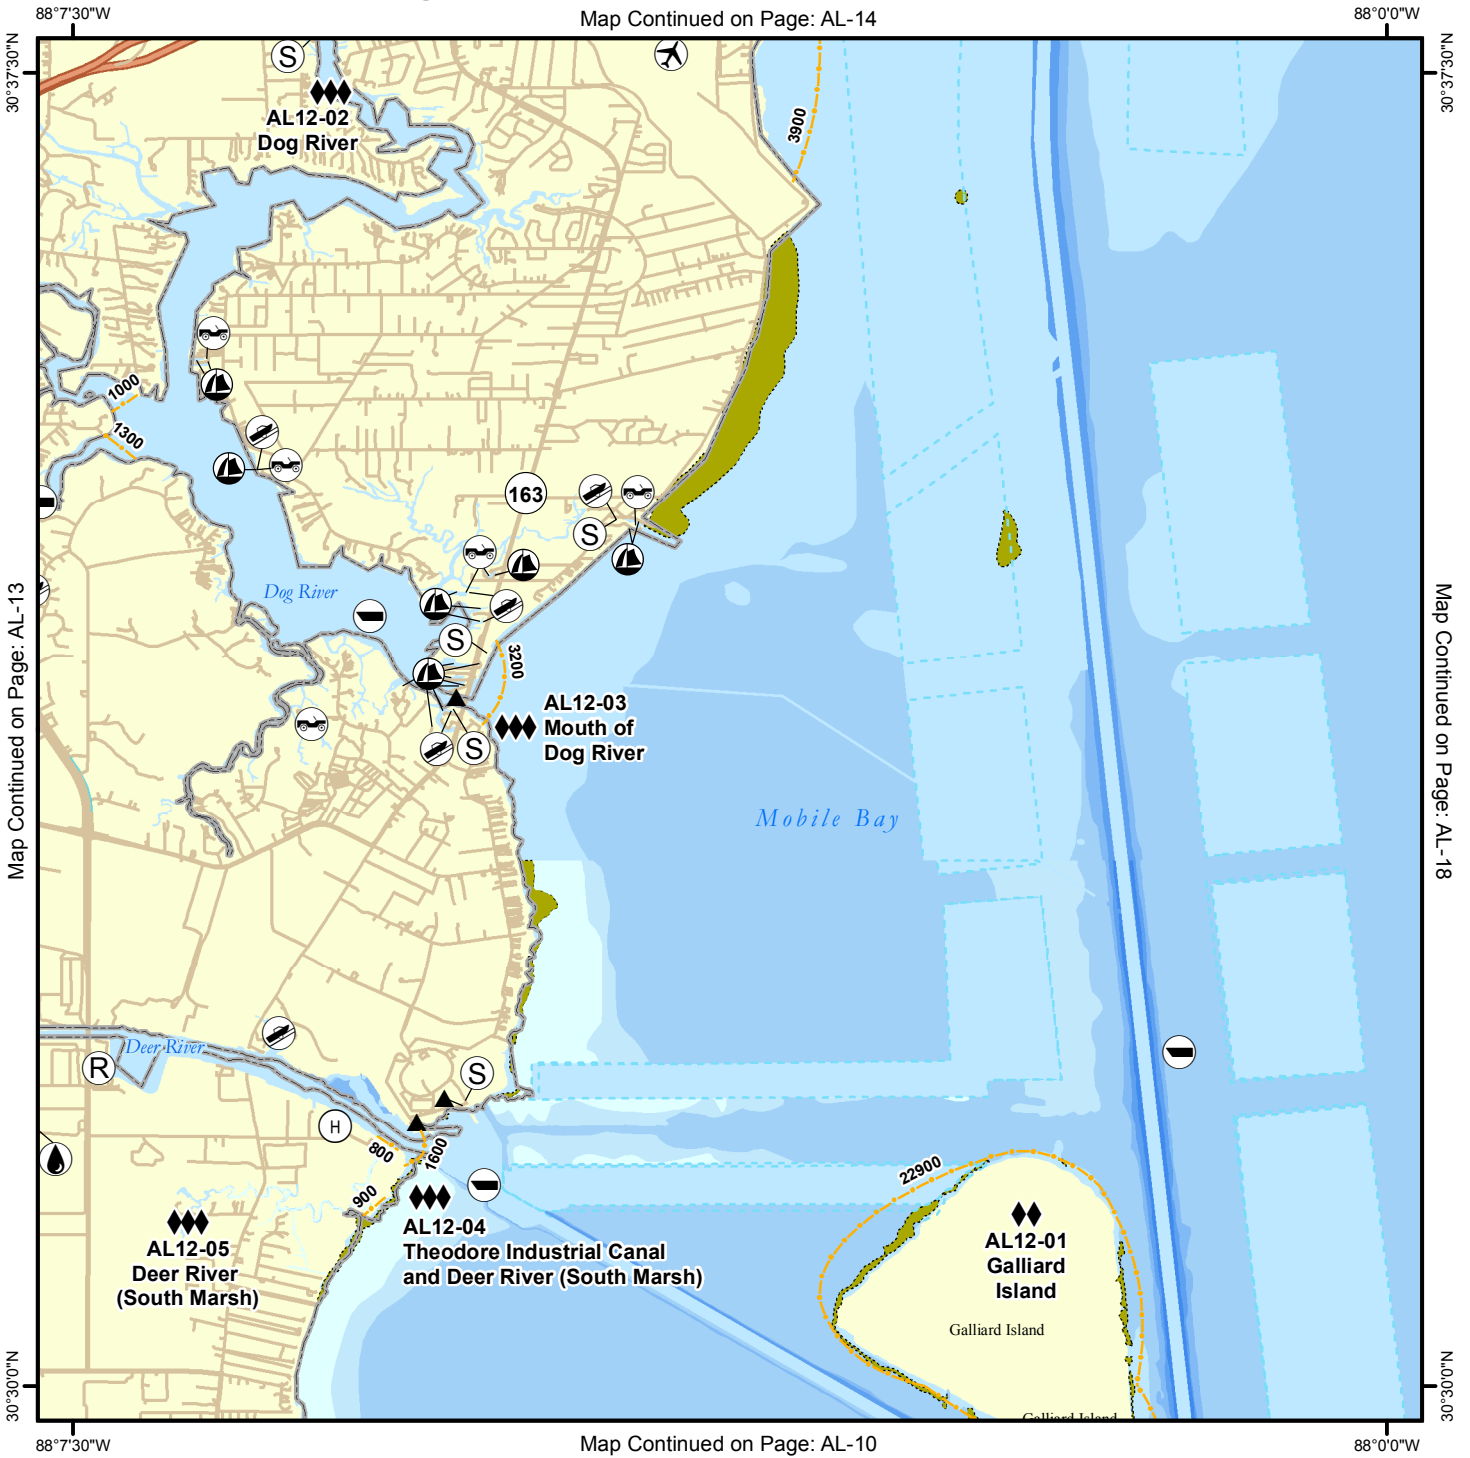 88°7'30"W
Map Continued on Page: AL-14
88°0'0"W
30°37'30"N
30°37'30"N
S
AL12-02
Dog River
3900
1000
1300
163
S
Dog River
S
3200
AL12-03
Mouth of
Dog River
S
Map Continued on Page: AL-13
Map Continued on Page: AL-18
Mobile Bay
Deer River
R
S
H
800
1600
900
22900
AL12-04
Theodore Industrial Canal
and Deer River (South Marsh)
AL12-05
Deer River
(South Marsh)
AL12-01
Galliard
Island
Galliard Island
Galliard Island
30°30'0"N
30°30'0"N
88°7'30"W
Map Continued on Page: AL-10
88°0'0"W